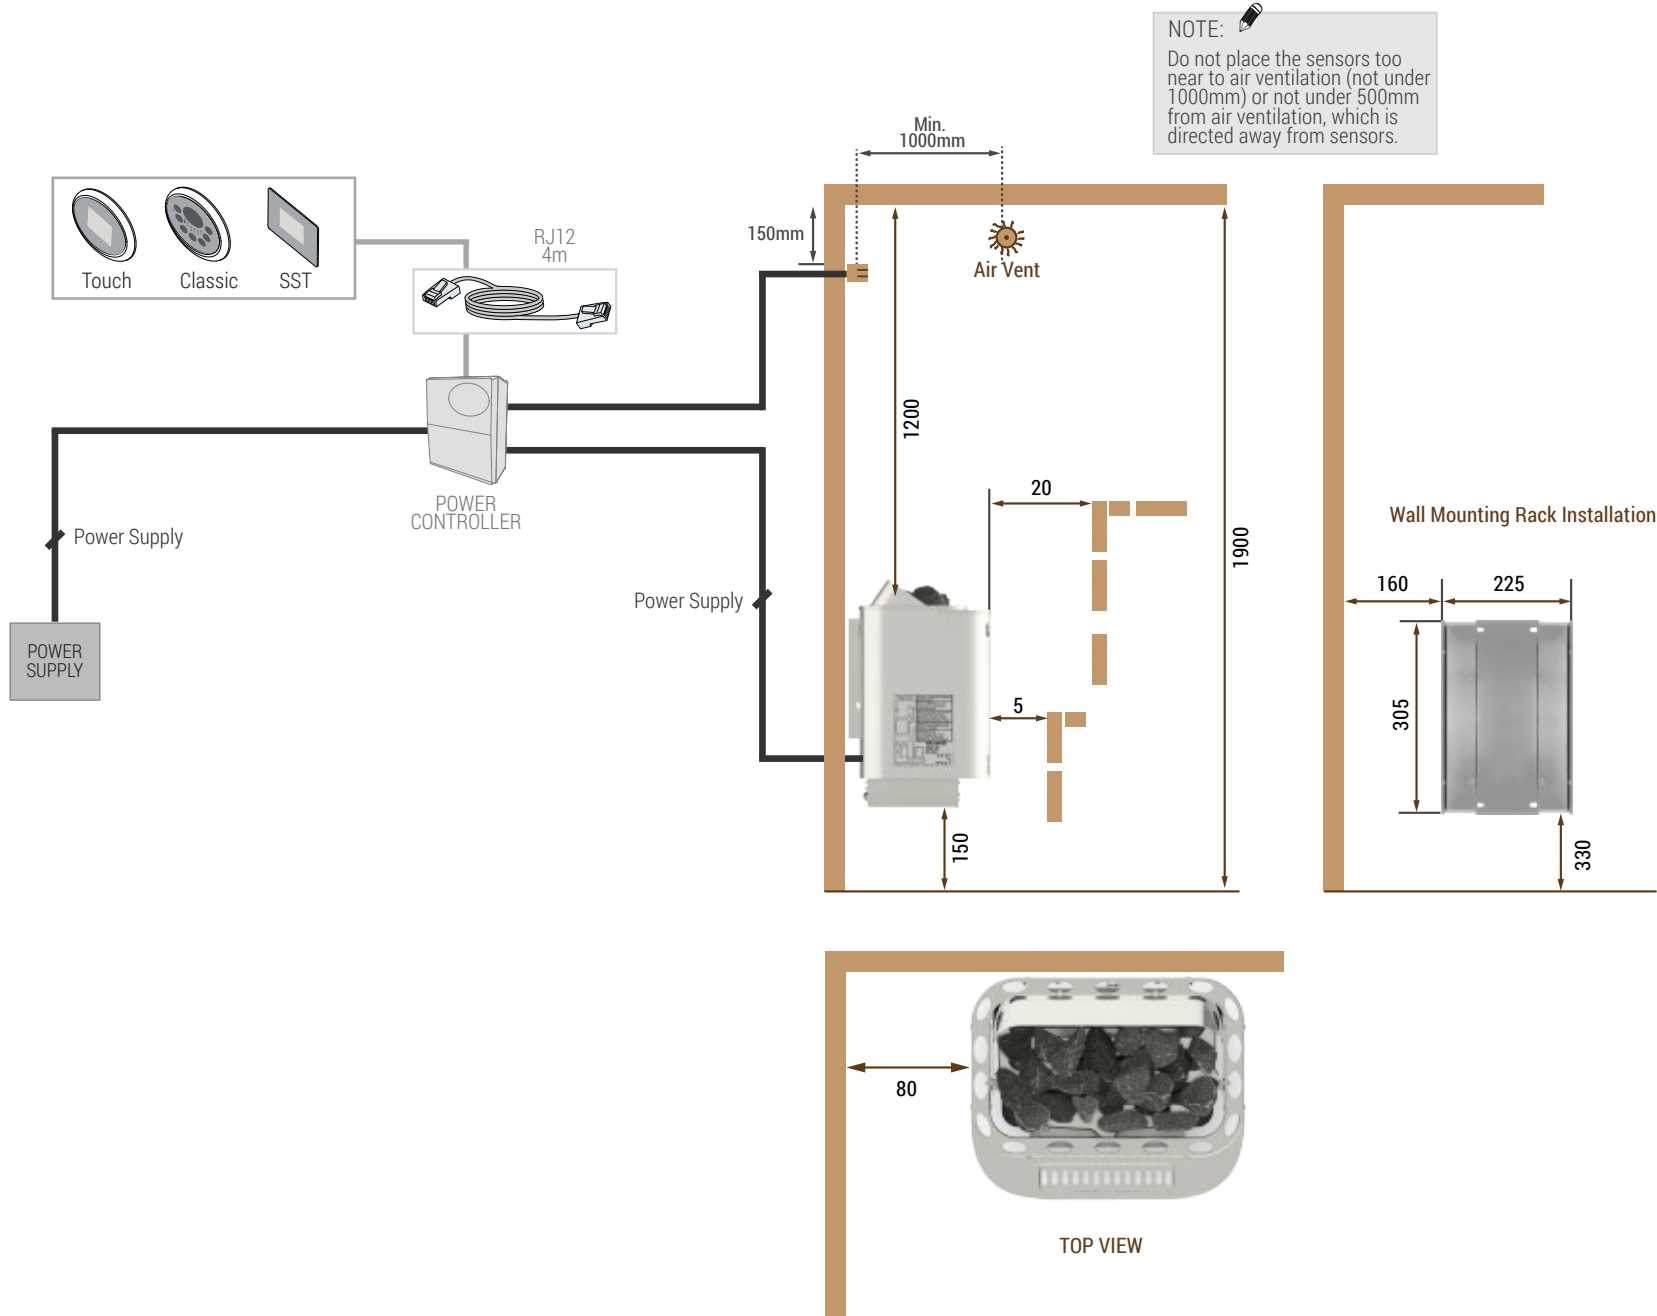 NOTE:
Do not place the sensors too
near to air ventilation (not under
1000mm) or not under 500mm
from air ventilation, which is
directed away from sensors.
Min.
1000mm
Touch
Classic
SST
RJ12
4m
150mm
Air Vent
1200
1900
POWER
CONTROLLER
20
Wall Mounting Rack Installation
Power Supply
160
225
Power Supply
POWER
SUPPLY
5
305
150
330
80
TOP VIEW